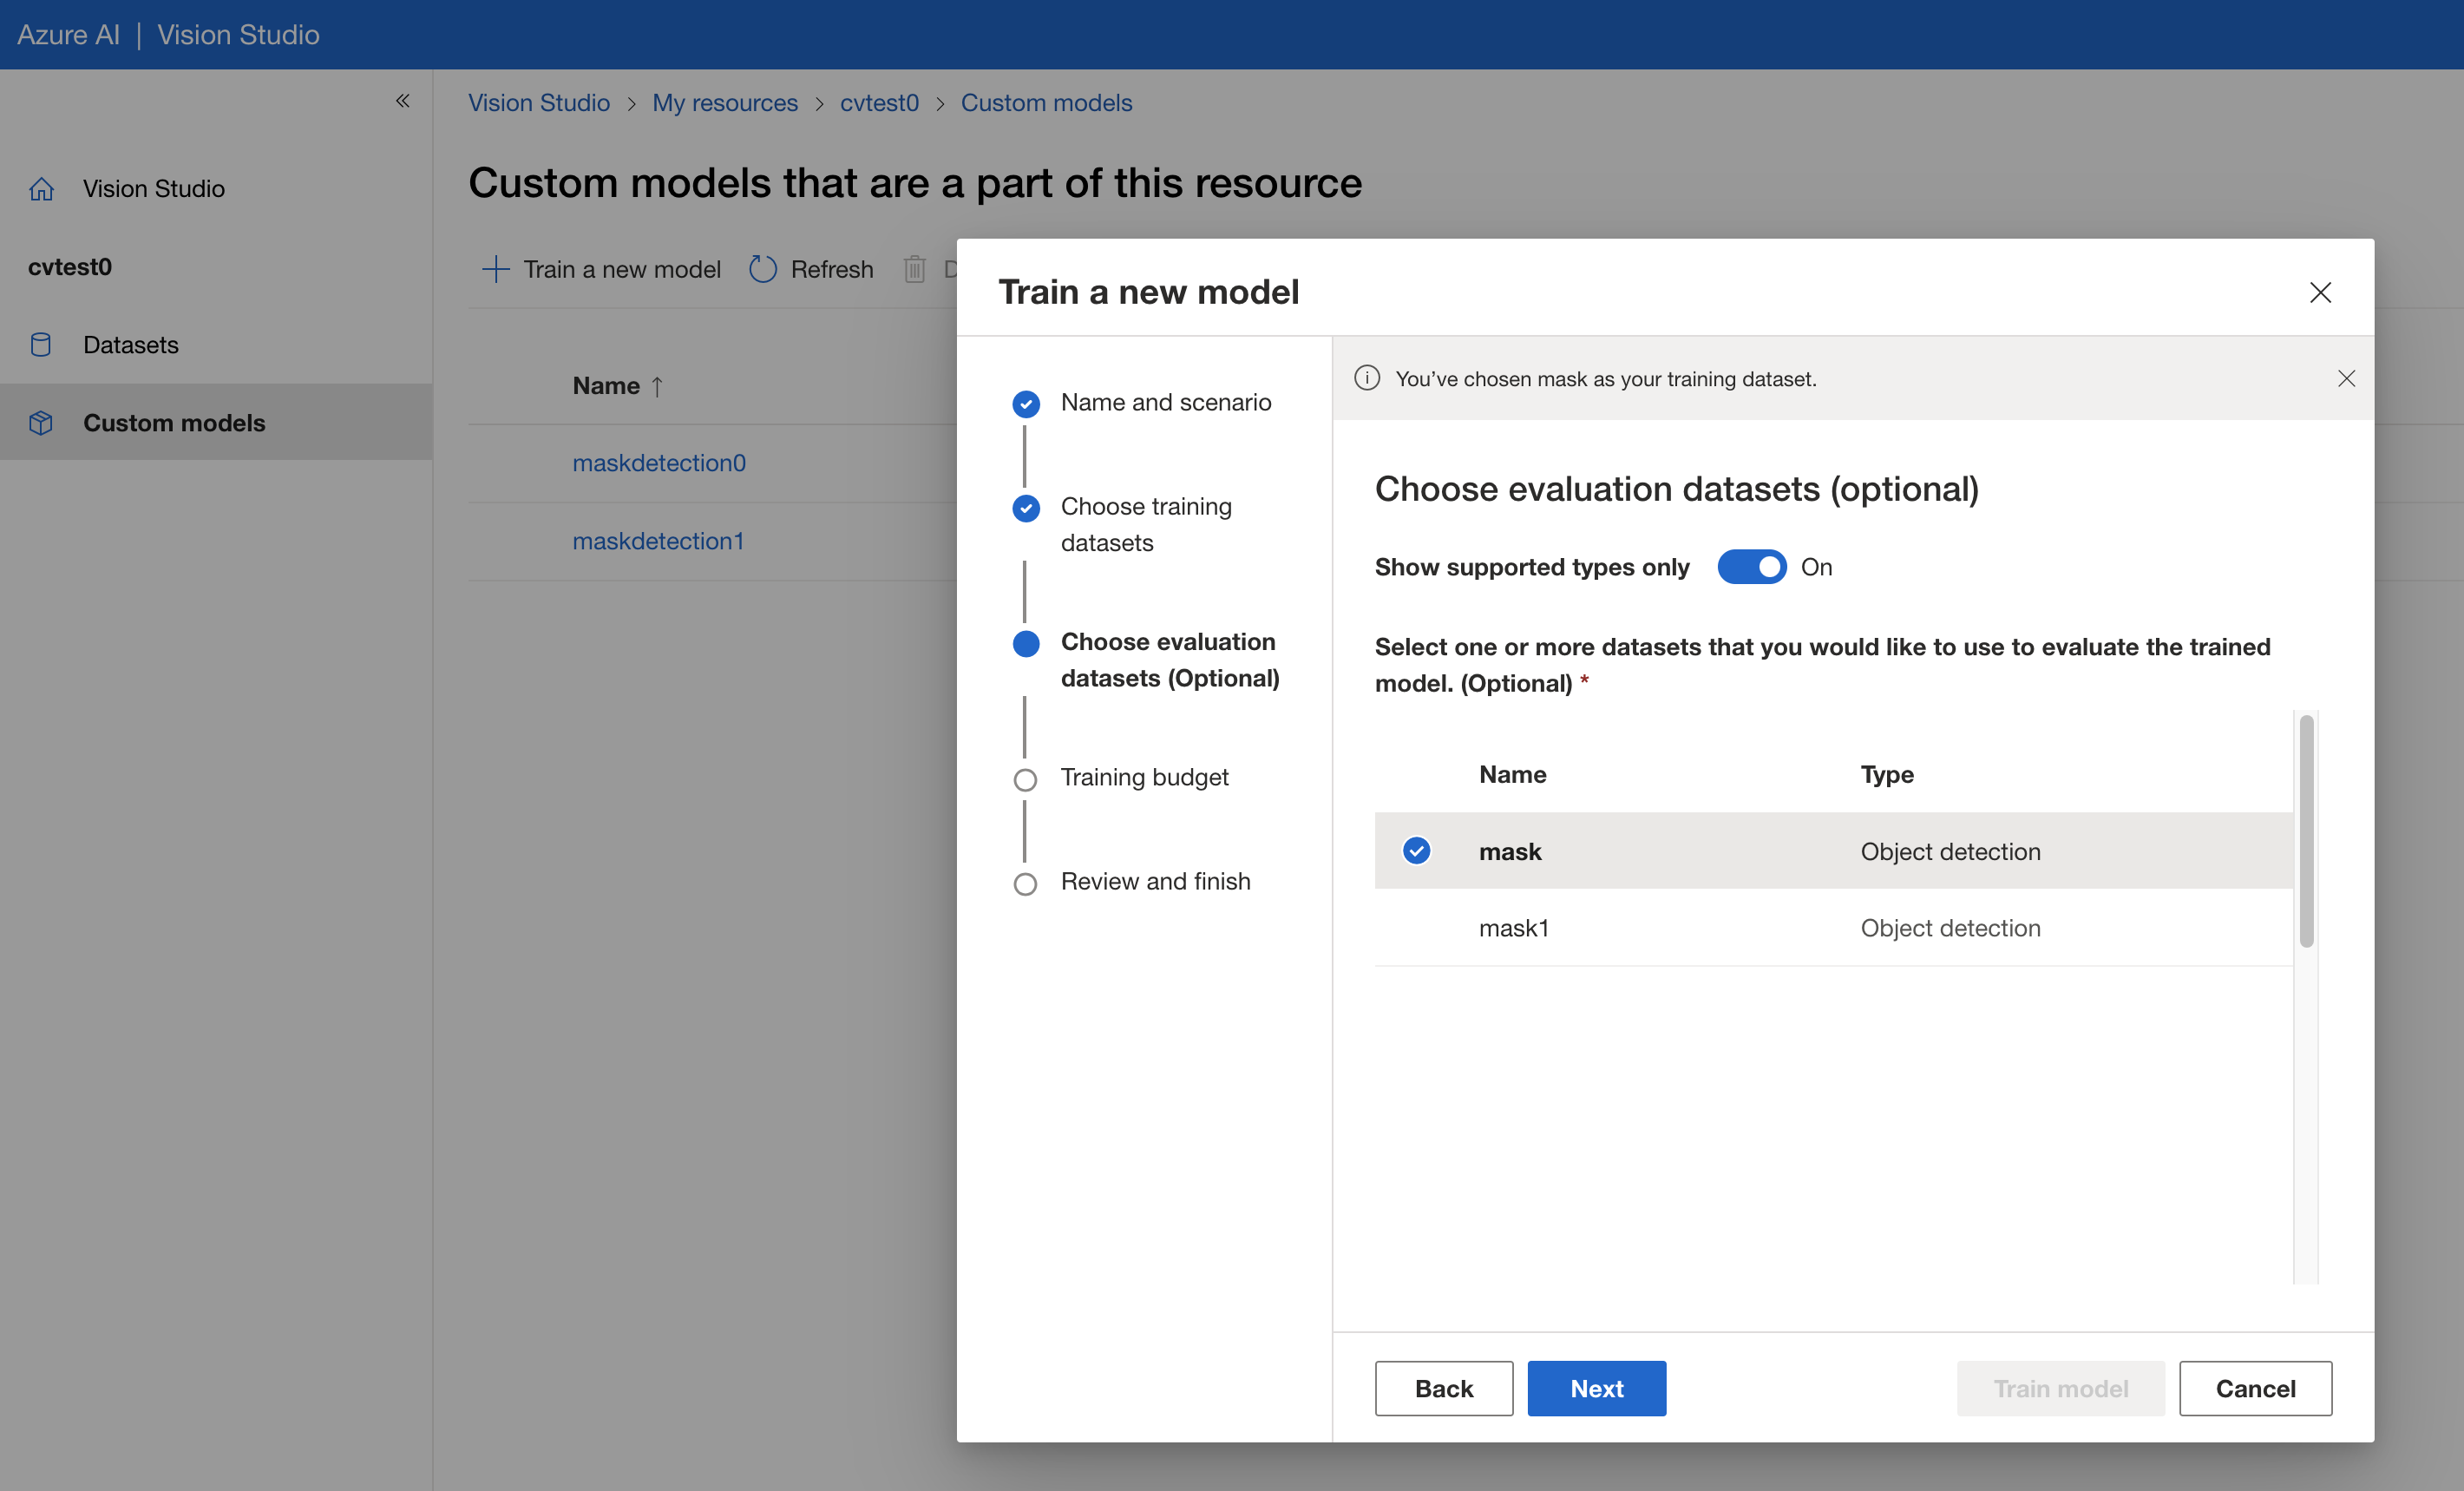 Azure AI | Vision Studio
Vision Studio > My resources > cvtest0 > Custom models
Vision Studio
cvtest0
Datasets
Custom models
Custom models that are a part of this resource
Train a new model Refresh D
Name ↑
maskdetection0
maskdetection1
Train a new model
Name and scenario
Choose training
datasets
Choose evaluation
datasets (Optional)
Training budget
Review and finish
You’ve chosen mask as your training dataset.
Choose evaluation datasets (optional)
Show supported types only On
Select one or more datasets that you would like to use to evaluate the trained
model. (Optional) *
Name Type
mask Object detection
mask1 Object detection
Back Next Train model Cancel